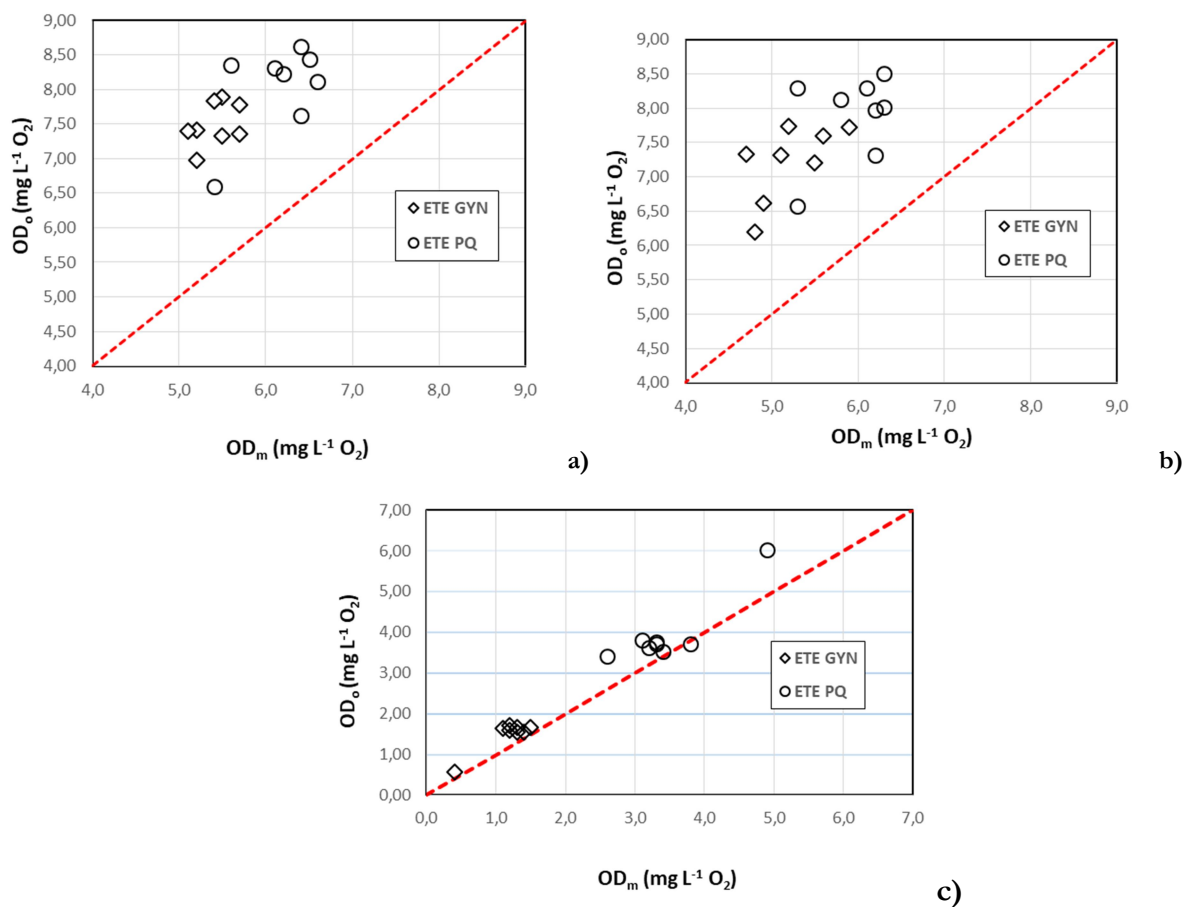 9,00
8,50
8,00
7,50
7,00
6,50
6,00
5,50
5,00
4,50
4,00
OD₀ (mg L⁻¹ O₂)
4,0 5,0 6,0 7,0 8,0 9,0
OD_m (mg L⁻¹ O₂)
ETE GYN
ETE PQ
a)
9,00
8,50
8,00
7,50
7,00
6,50
6,00
5,50
5,00
4,50
4,00
OD₀ (mg L⁻¹ O₂)
4,0 5,0 6,0 7,0 8,0 9,0
OD_m (mg L⁻¹ O₂)
ETE GYN
ETE PQ
b)
7,00
6,00
5,00
4,00
3,00
2,00
1,00
0,00
OD₀ (mg L⁻¹ O₂)
0,0 1,0 2,0 3,0 4,0 5,0 6,0 7,0
OD_m (mg L⁻¹ O₂)
ETE GYN
ETE PQ
c)